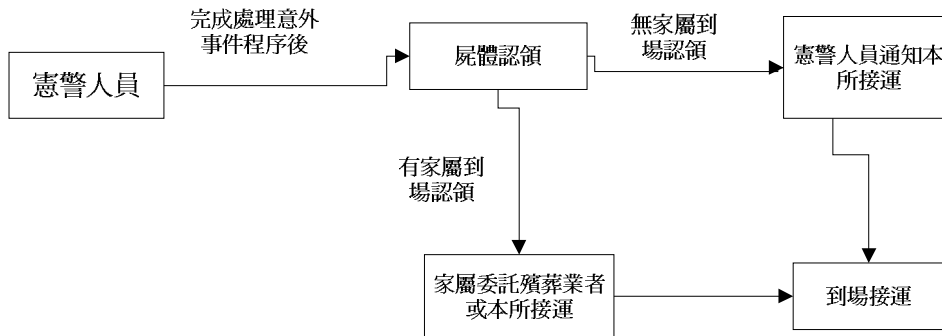 完成處理意外
事件程序後
無家屬到
場認領
憲警人員
屍體認領
憲警人員通知本
所接運
有家屬到
場認領
家屬委託殯葬業者
或本所接運
到場接運